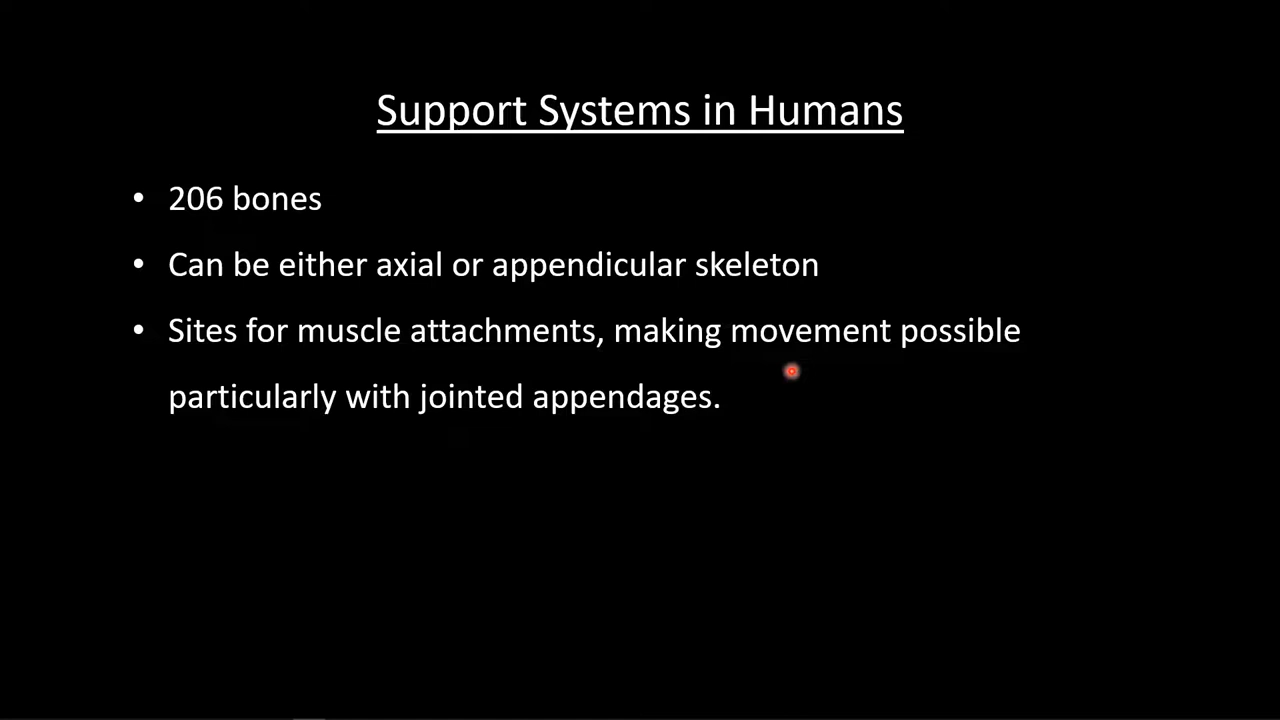 Support Systems in Humans
• 206 bones
• Can be either axial or appendicular skeleton
• Sites for muscle attachments, making movement possible
particularly with jointed appendages.